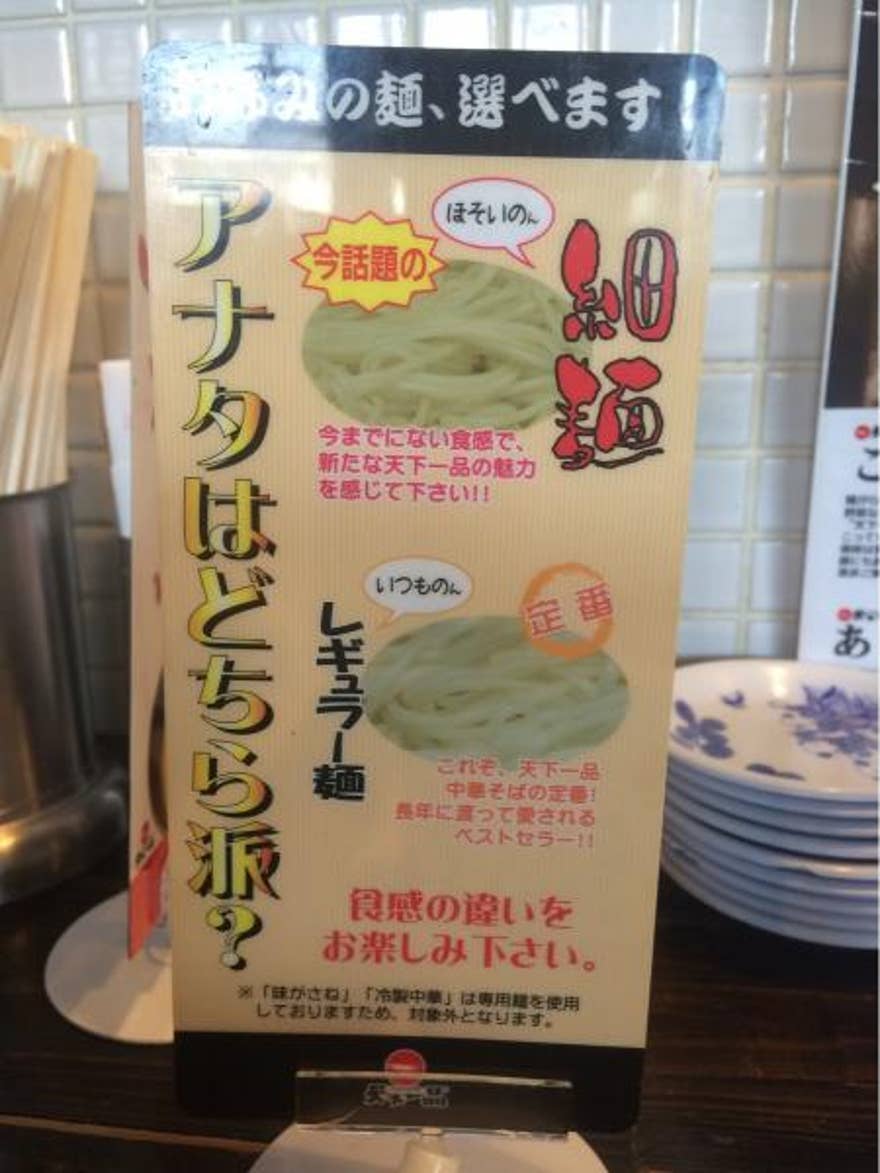 みの麺、選べます
アナタはどちら派?
今話題の
ほそいのん
細麺
今までにない食感で、
新たな天下一品の魅力
を感じて下さい!!
いつものん
レギュラー麺
定番
これぞ、天下一品
中華そばの定番!
長年に亘って愛される
ベストセラー!!
食感の違いを
お楽しみ下さい。
※「味がさね」「冷製中華」は専用麺を使用
しておりますため、対象外となります。
天下一品
こ
あ